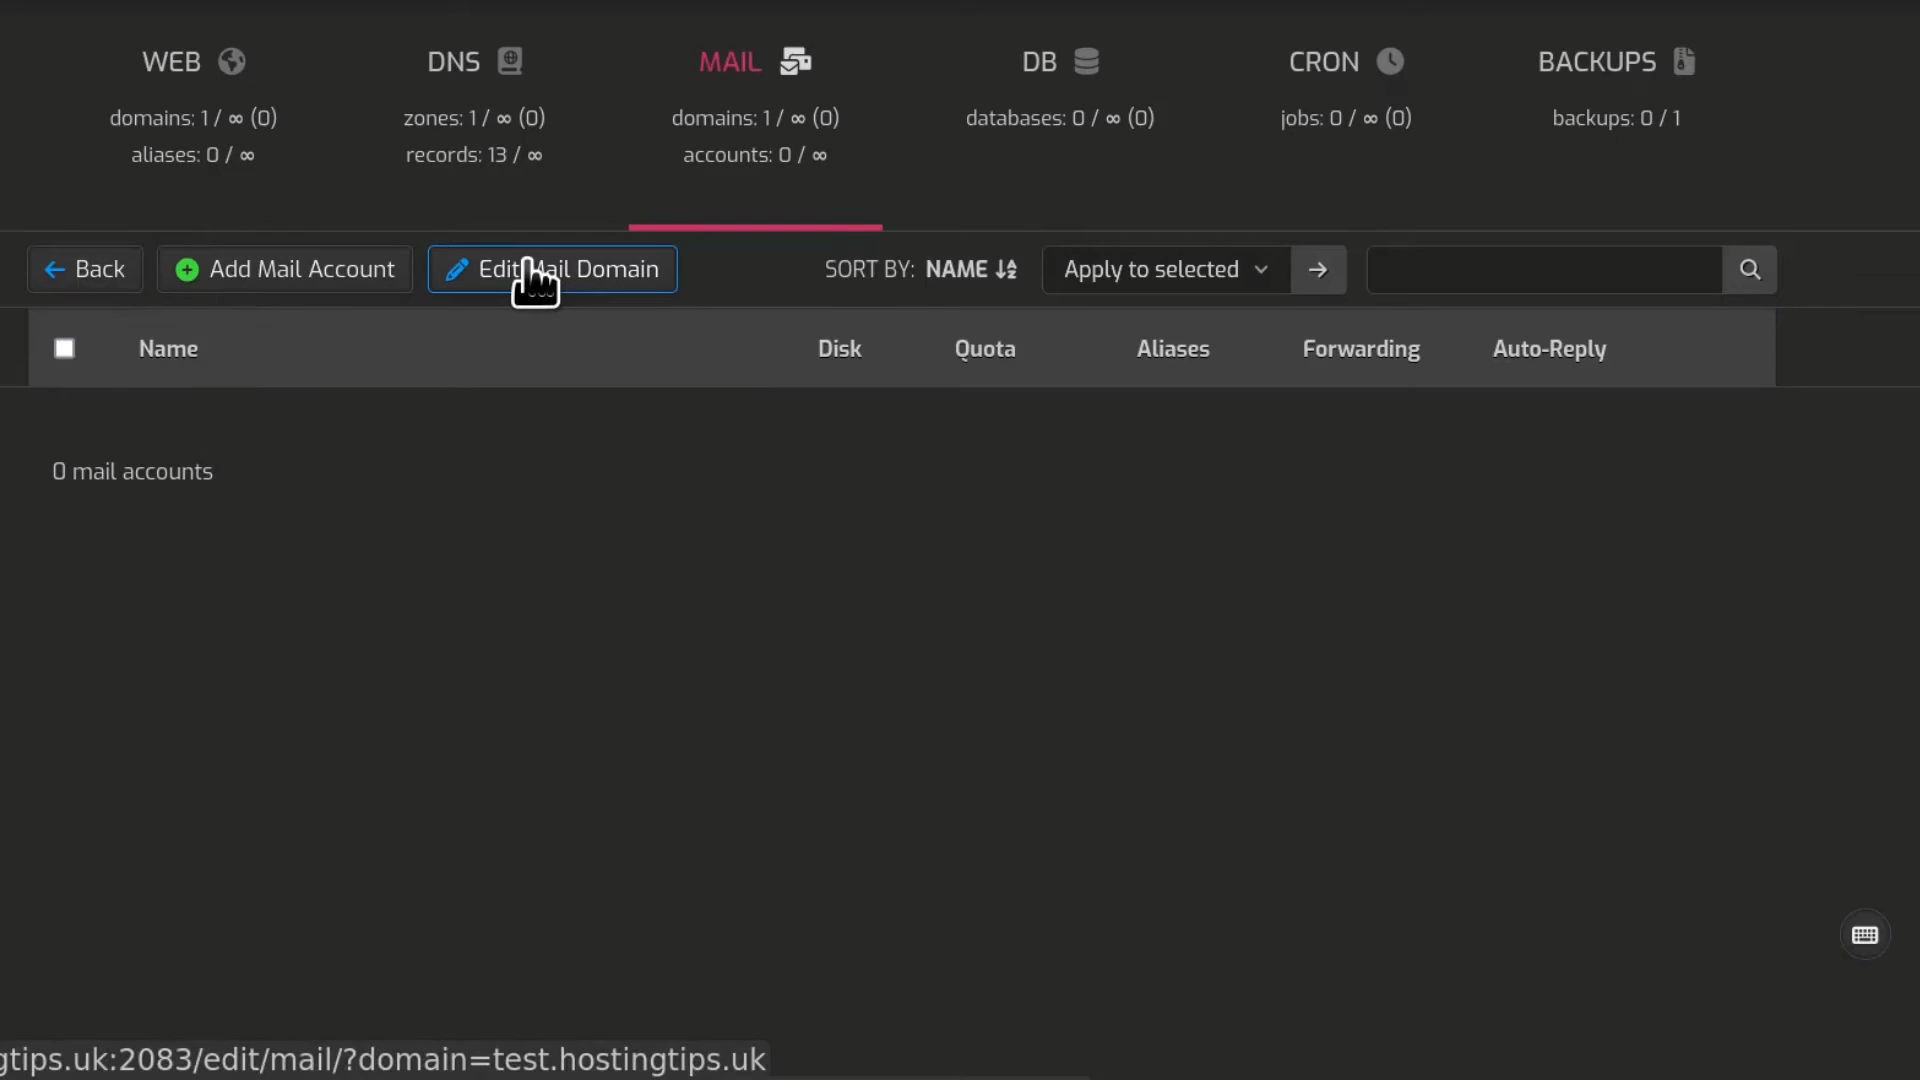 WEB
DNS
MAIL
DB
CRON
BACKUPS
domains: 1 / ∞ (0)
zones: 1 / ∞ (0)
domains: 1 / ∞ (0)
databases: 0 / ∞ (0)
jobs: 0 / ∞ (0)
backups: 0 / 1
aliases: 0 / ∞
records: 13 / ∞
accounts: 0 / ∞
Back
Add Mail Account
Edit Mail Domain
SORT BY: NAME
Apply to selected
Name
Disk
Quota
Aliases
Forwarding
Auto-Reply
0 mail accounts
gtips.uk:2083/edit/mail/?domain=test.hostingtips.uk